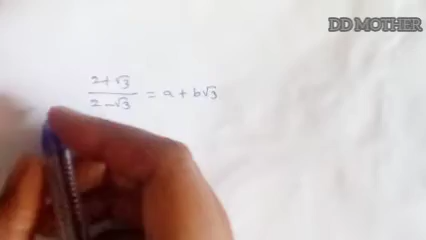 DD MOTHER
2+√3
2-√3 = a + b√3